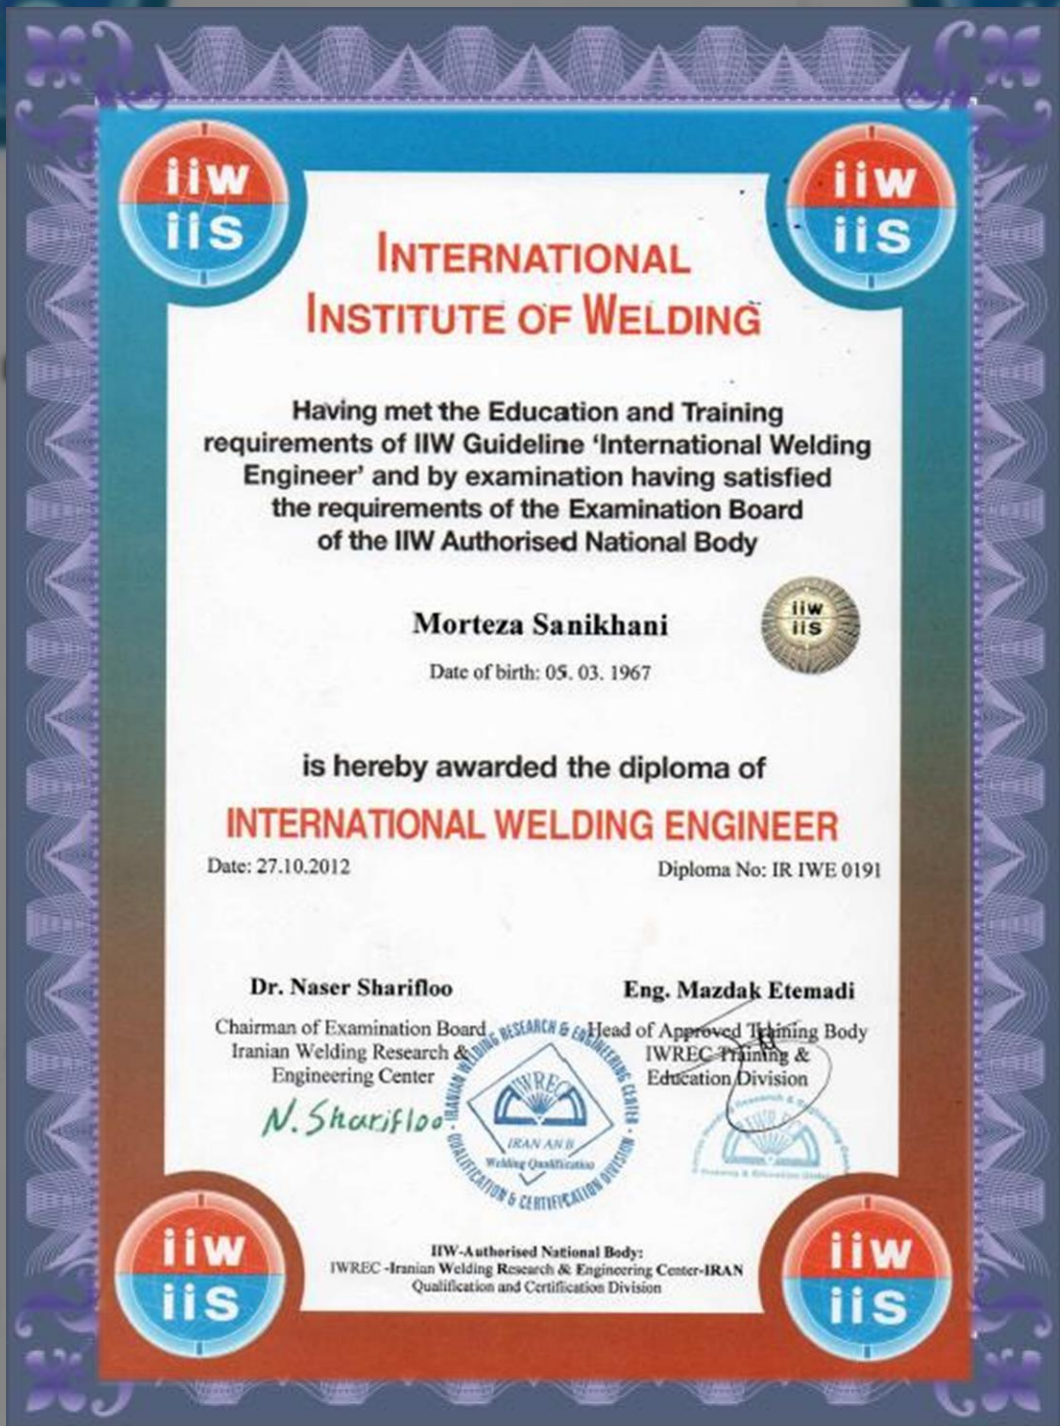 iiw
iis
iiw
iis
INTERNATIONAL
INSTITUTE OF WELDING
Having met the Education and Training
requirements of IIW Guideline ‘International Welding
Engineer’ and by examination having satisfied
the requirements of the Examination Board
of the IIW Authorised National Body
Morteza Sanikhani
iiw
iis
Date of birth: 05. 03. 1967
is hereby awarded the diploma of
INTERNATIONAL WELDING ENGINEER
Date: 27.10.2012
Diploma No: IR IWE 0191
Dr. Naser Sharifloo
Chairman of Examination Board
Iranian Welding Research &
Engineering Center
N. Sharifloo
Eng. Mazdak Etemadi
Head of Approved Training Body
IWREC Training &
Education Division
IRANIAN WELDING RESEARCH & ENGINEERING CENTER
IWREC
IRAN ANB
Welding Qualification
QUALIFICATION & CERTIFICATION DIVISION
Research & Engineering
IIW-Authorised National Body:
IWREC -Iranian Welding Research & Engineering Center-IRAN
Qualification and Certification Division
iiw
iis
iiw
iis